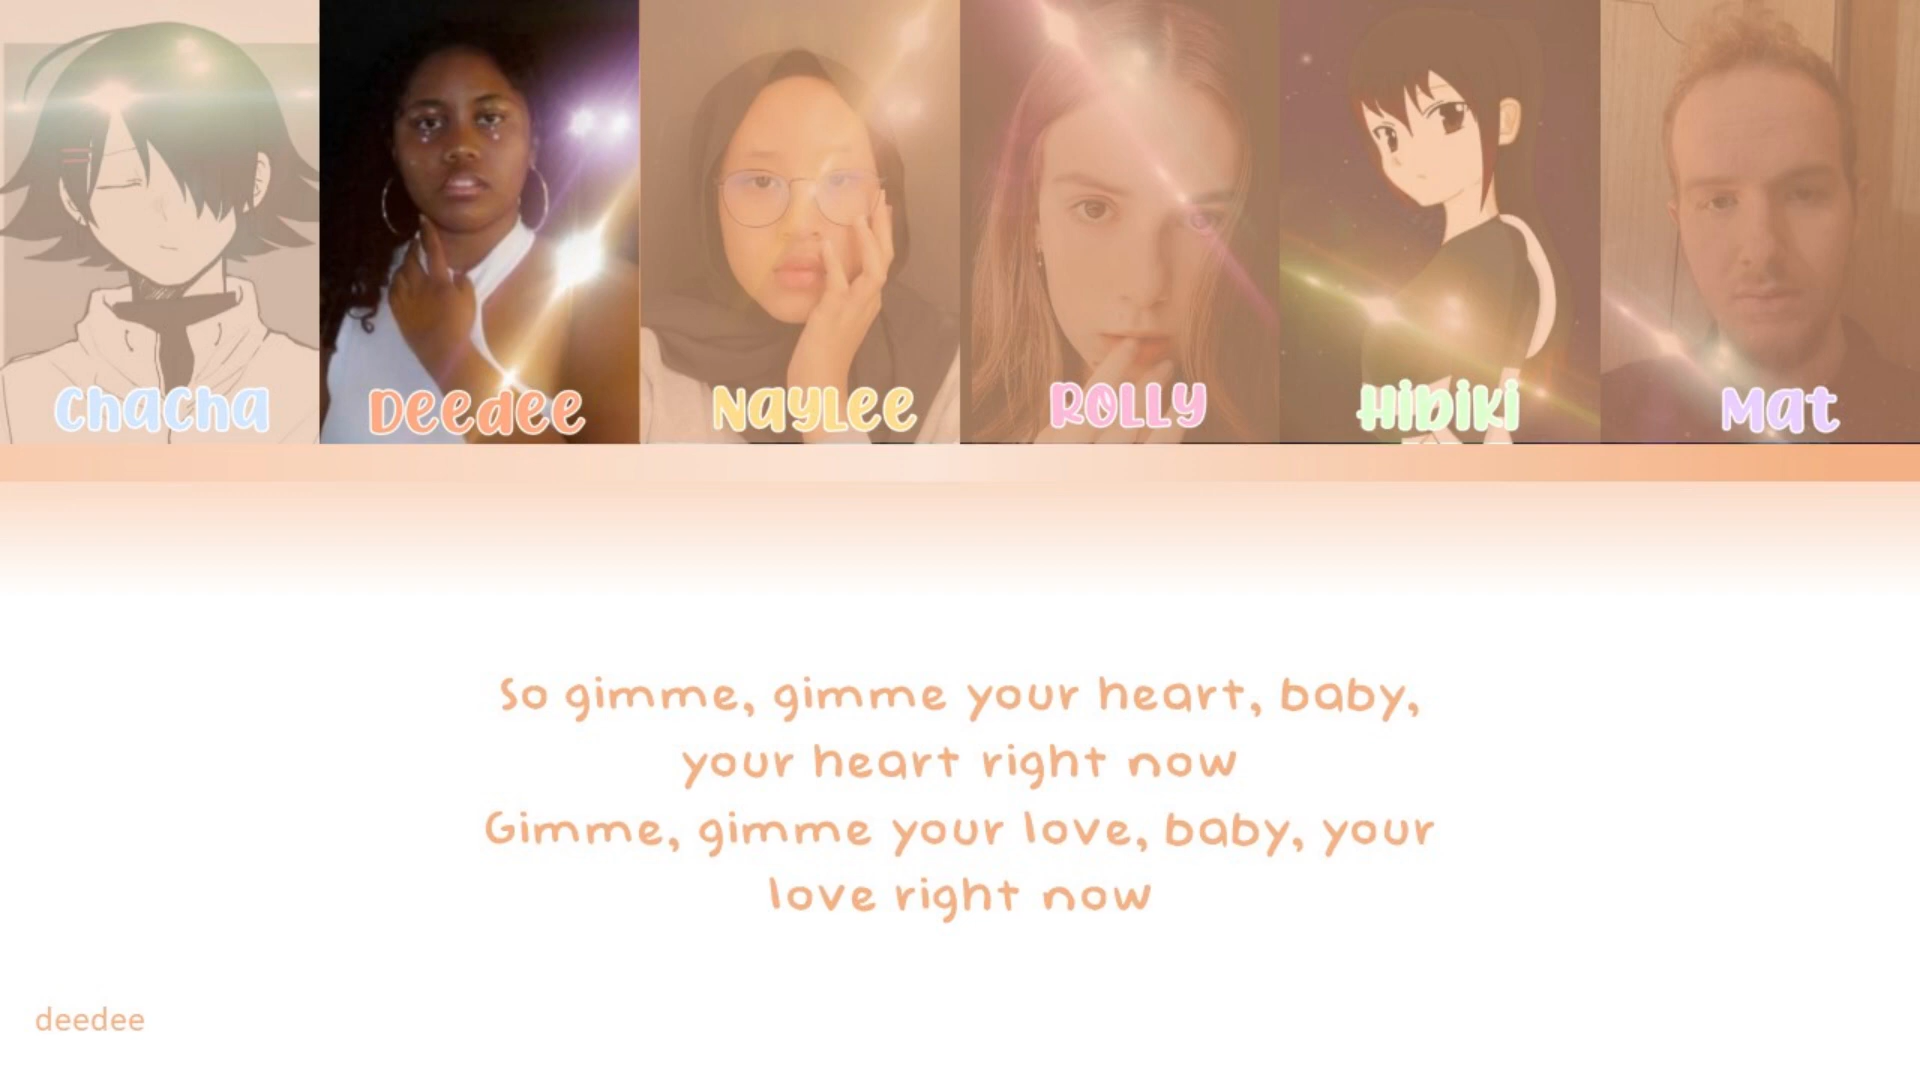 Chacha
Deedee
Naylee
Rolly
Hibiki
Mat
So gimme, gimme your heart, baby,
your heart right now
Gimme, gimme your love, baby, your
love right now
deedee